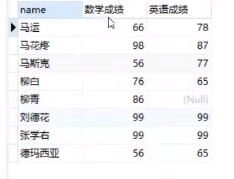 name 数学成绩 英语成绩
马运 66 78
马花疼 98 87
马斯克 56 77
柳白 76 65
柳青 86 (Null)
刘德花 99 99
张学右 99 99
德玛西亚 56 65